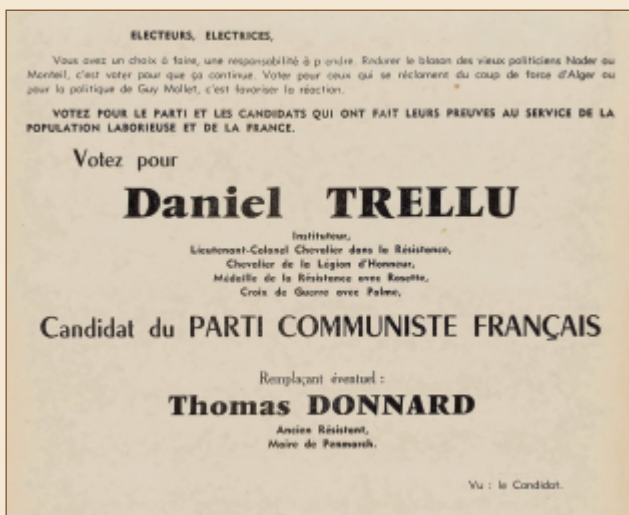 ELECTEURS, ELECTRICES,
Vous avez un choix à faire, une responsabilité à prendre. Redorer le blason des vieux politiciens Nader ou
Monteil, c'est voter pour que ça continue. Voter pour ceux qui se réclament du coup de force d'Alger ou
pour la politique de Guy Mollet, c'est favoriser la réaction.
VOTEZ POUR LE PARTI ET LES CANDIDATS QUI ONT FAIT LEURS PREUVES AU SERVICE DE LA
POPULATION LABORIEUSE ET DE LA FRANCE.
Votez pour
Daniel TRELLU
Instituteur,
Lieutenant-Colonel Chevalier dans la Résistance,
Chevalier de la Légion d'Honneur,
Médaille de la Résistance avec Rosette,
Croix de Guerre avec Palme,
Candidat du PARTI COMMUNISTE FRANÇAIS
Remplaçant éventuel :
Thomas DONNARD
Ancien Résistant,
Maire de Penmarch.
Vu : le Candidat.